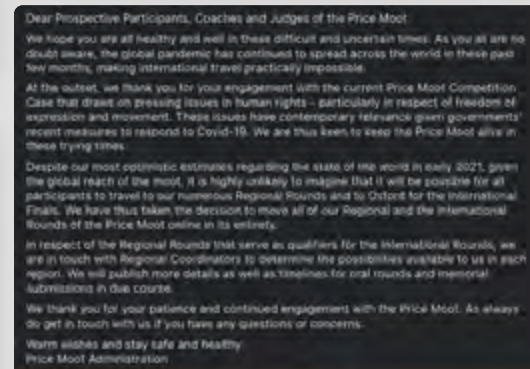 Dear Prospective Participants, Coaches and Judges of the Price Moot
We hope you are all healthy and well in these difficult and uncertain times. As you all are no
doubt aware, the global pandemic has continued to spread across the world in these past
few months, making international travel practically impossible.
At the outset, we thank you for your engagement with the current Price Moot Competition
Case that draws on pressing issues in human rights - particularly in respect of freedom of
expression and movement. These issues have contemporary relevance given governments'
recent measures to respond to Covid-19. We are thus keen to keep the Price Moot alive in
these trying times.
Despite our most optimistic estimates regarding the state of the world in early 2021, given
the global reach of the moot, it is highly unlikely to imagine that it will be possible for all
participants to travel to our numerous Regional Rounds and to Oxford for the International
Finals. We have thus taken the decision to move all of our Regional and the International
Rounds of the Price Moot online in its entirety.
In respect of the Regional Rounds that serve as qualifiers for the International Rounds, we
are in touch with Regional Coordinators to determine the possibilities available to us in each
region. We will publish more details as well as timelines for oral rounds and memorial
submissions in due course.
We thank you for your patience and continued engagement with the Price Moot. As always
do get in touch with us if you have any questions or concerns.
Warm wishes and stay safe and healthy
Price Moot Administration